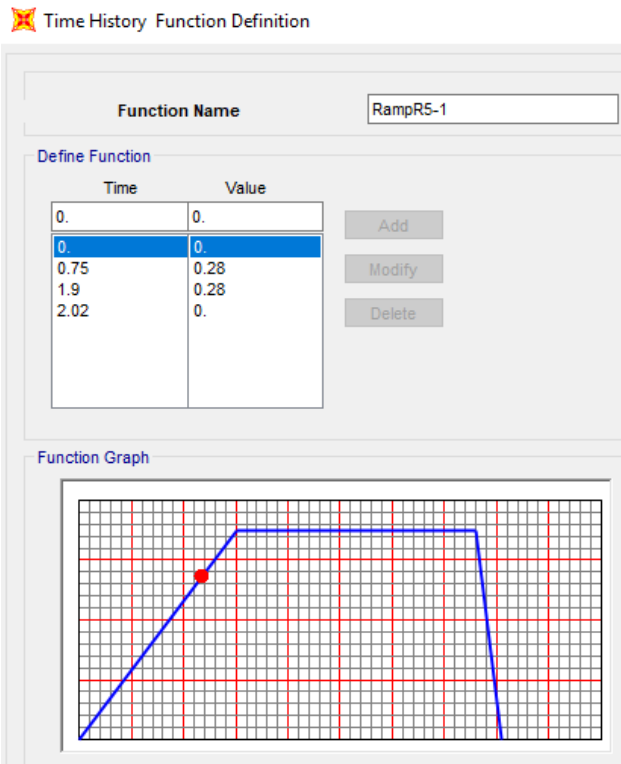 Time History Function Definition
Function Name RampR5-1
Define Function
Time Value
0. 0. Add
0. 0.
0.75 0.28 Modify
1.9 0.28
2.02 0. Delete
Function Graph